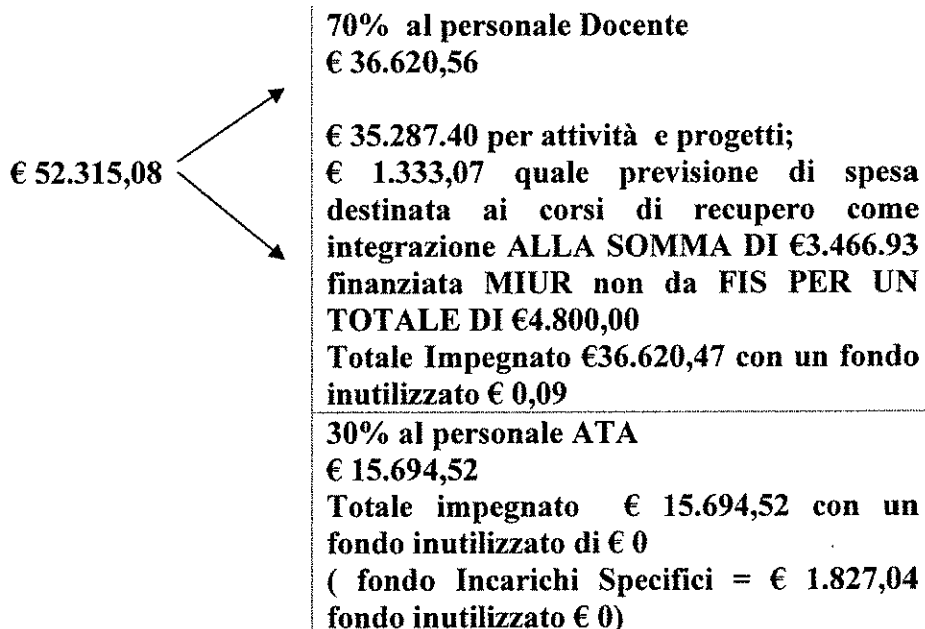 € 52.315,08
70% al personale Docente
€ 36.620,56
€ 35.287.40 per attività e progetti;
€ 1.333,07 quale previsione di spesa
destinata ai corsi di recupero come
integrazione ALLA SOMMA DI €3.466.93
finanziata MIUR non da FIS PER UN
TOTALE DI €4.800,00
Totale Impegnato €36.620,47 con un fondo
inutilizzato € 0,09
30% al personale ATA
€ 15.694,52
Totale impegnato € 15.694,52 con un
fondo inutilizzato di € 0
( fondo Incarichi Specifici = € 1.827,04
fondo inutilizzato € 0)